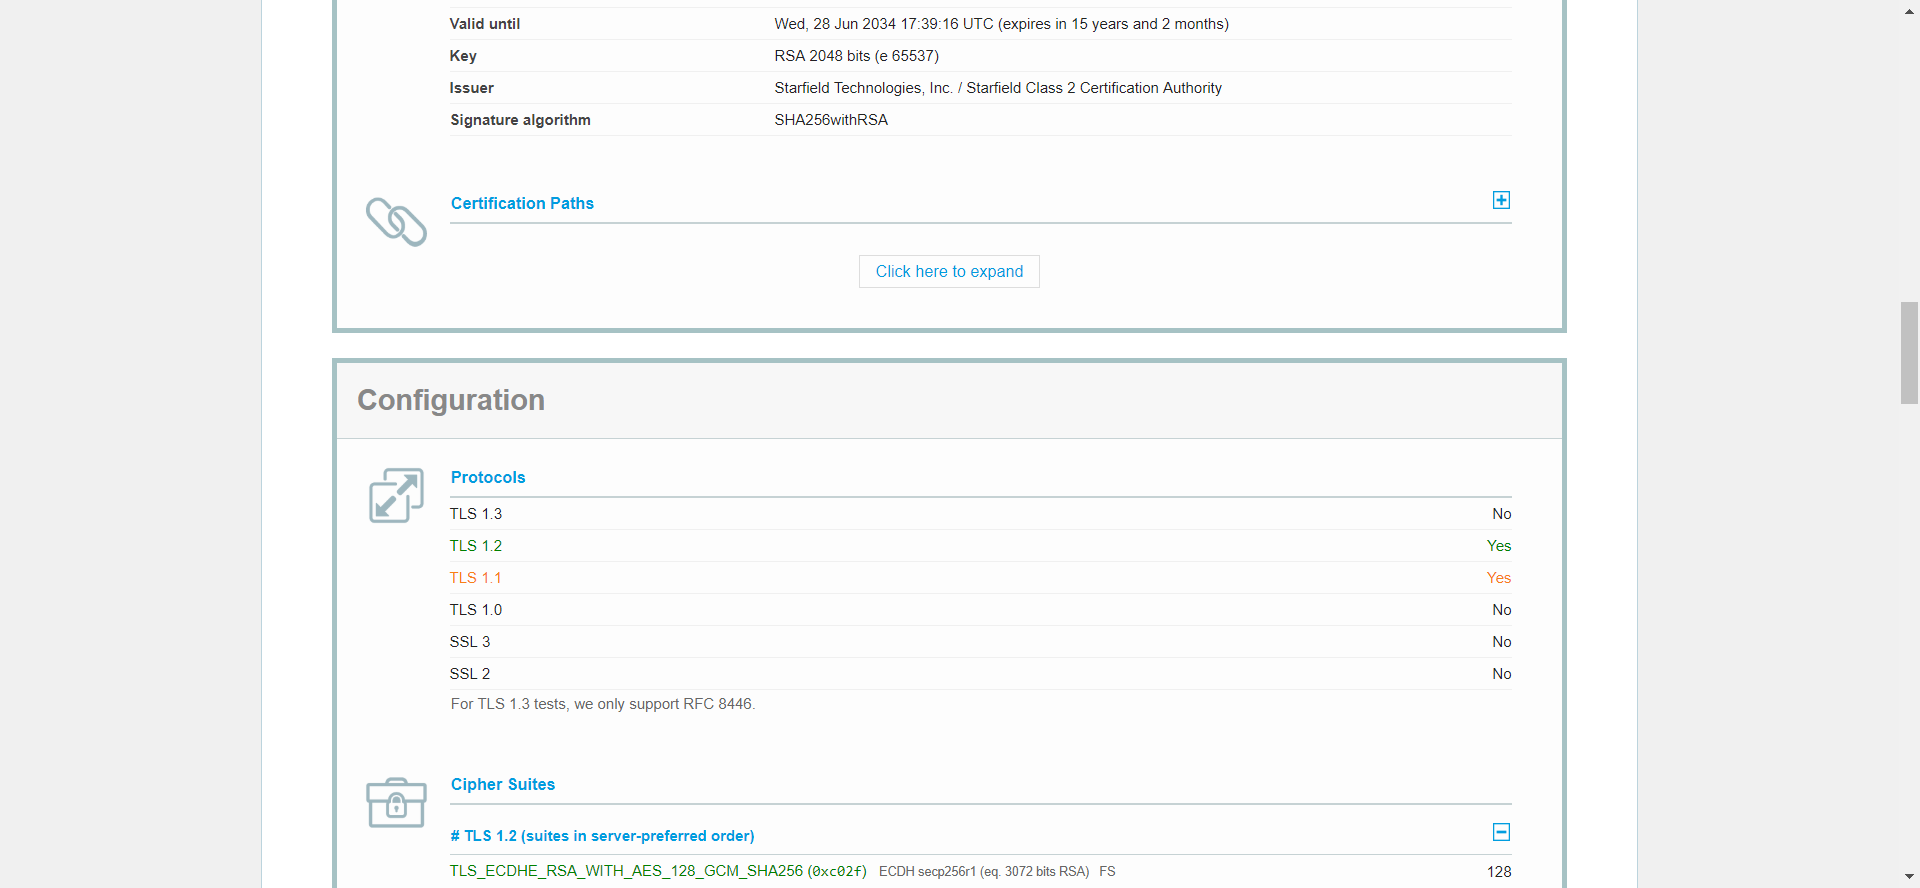 Valid until Wed, 28 Jun 2034 17:39:16 UTC (expires in 15 years and 2 months)
Key RSA 2048 bits (e 65537)
Issuer Starfield Technologies, Inc. / Starfield Class 2 Certification Authority
Signature algorithm SHA256withRSA
Certification Paths
Click here to expand
Configuration
Protocols
TLS 1.3 No
TLS 1.2 Yes
TLS 1.1 Yes
TLS 1.0 No
SSL 3 No
SSL 2 No
For TLS 1.3 tests, we only support RFC 8446.
Cipher Suites
# TLS 1.2 (suites in server-preferred order)
TLS_ECDHE_RSA_WITH_AES_128_GCM_SHA256 (0xc02f) ECDH secp256r1 (eq. 3072 bits RSA) FS 128